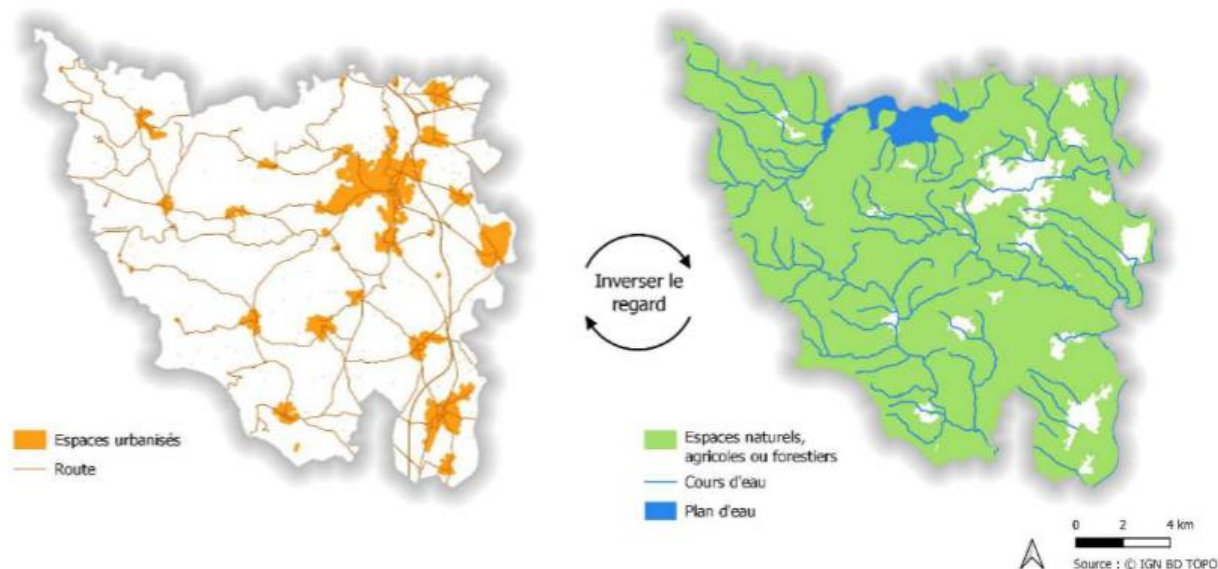 Inverser le
regard
Espaces urbanisés
Route
Espaces naturels,
agricoles ou forestiers
Cours d'eau
Plan d'eau
0 2 4 km
Source : © IGN BD TOPO